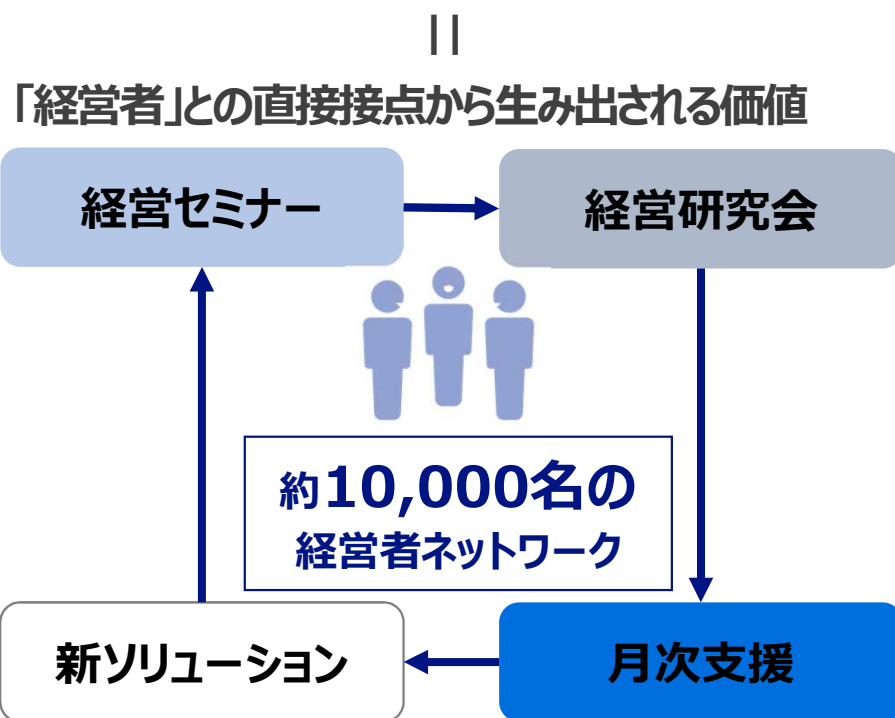 ||
「経営者」との直接接点から生み出される価値
経営セミナー
経営研究会
約10,000名の
経営者ネットワーク
新ソリューション
月次支援